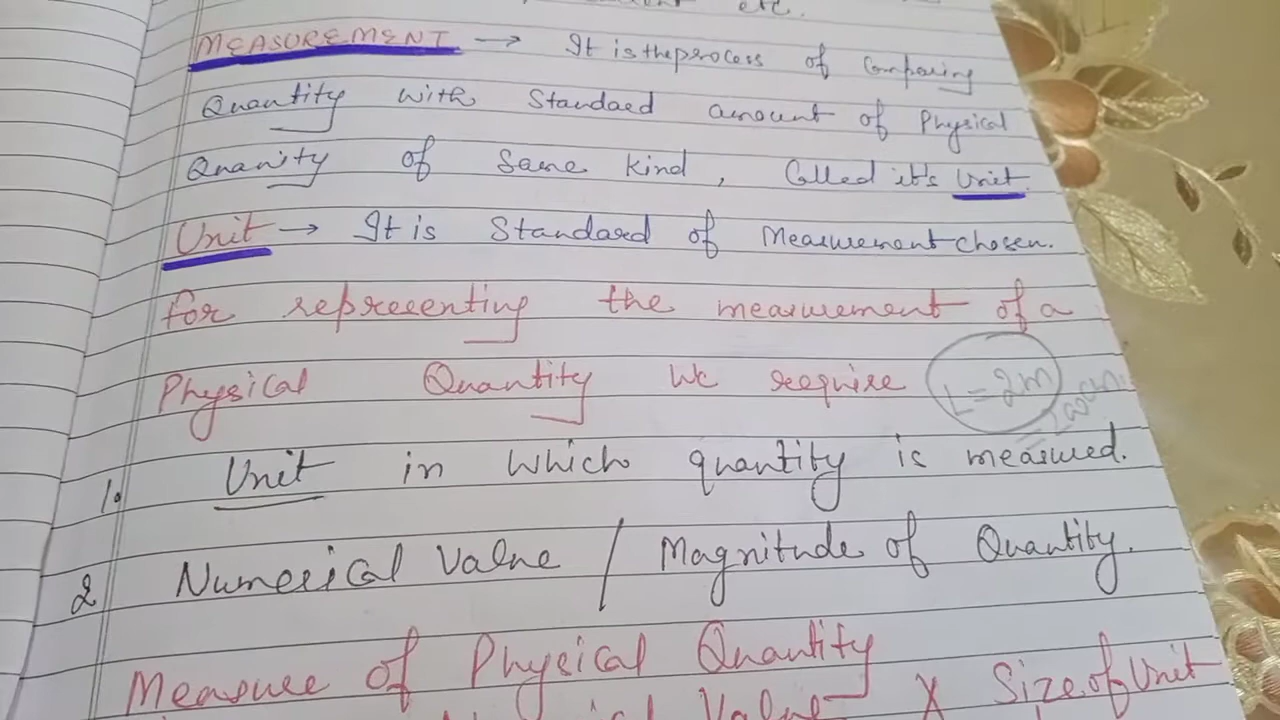 etc.
MEASUREMENT → It is the process of Comparing
Quantity with Standard amount of Physical
Quanity of Same Kind, Called it's Unit.
Unit → It is Standard of Measurement chosen.
for representing the measurement of a
Physical Quantity We require L = 2m
1. Unit in which quantity is measured.
2 Numerical Value / Magnitude of Quantity.
Measure of Physical Quantity
Value X Size of Unit